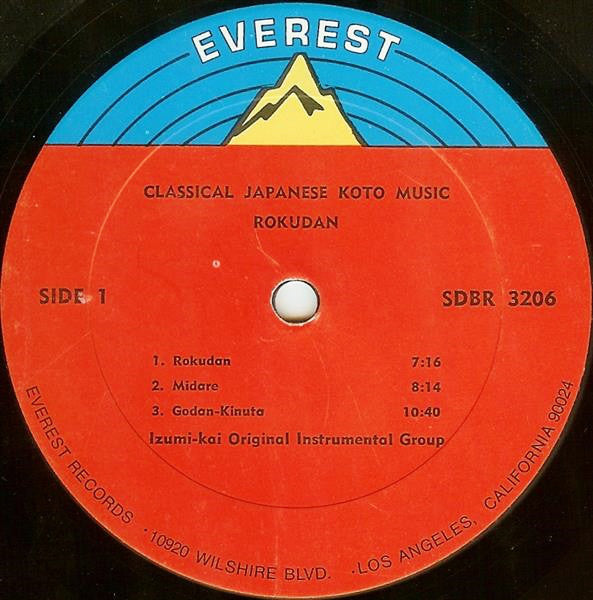 EVEREST
CLASSICAL JAPANESE KOTO MUSIC
ROKUDAN
SIDE 1
SDBR 3206
1. Rokudan 7:16
2. Midare 8:14
3. Godan-Kinuta 10:40
Izumi-kai Original Instrumental Group
EVEREST RECORDS · 10920 WILSHIRE BLVD. · LOS ANGELES, CALIFORNIA 90024